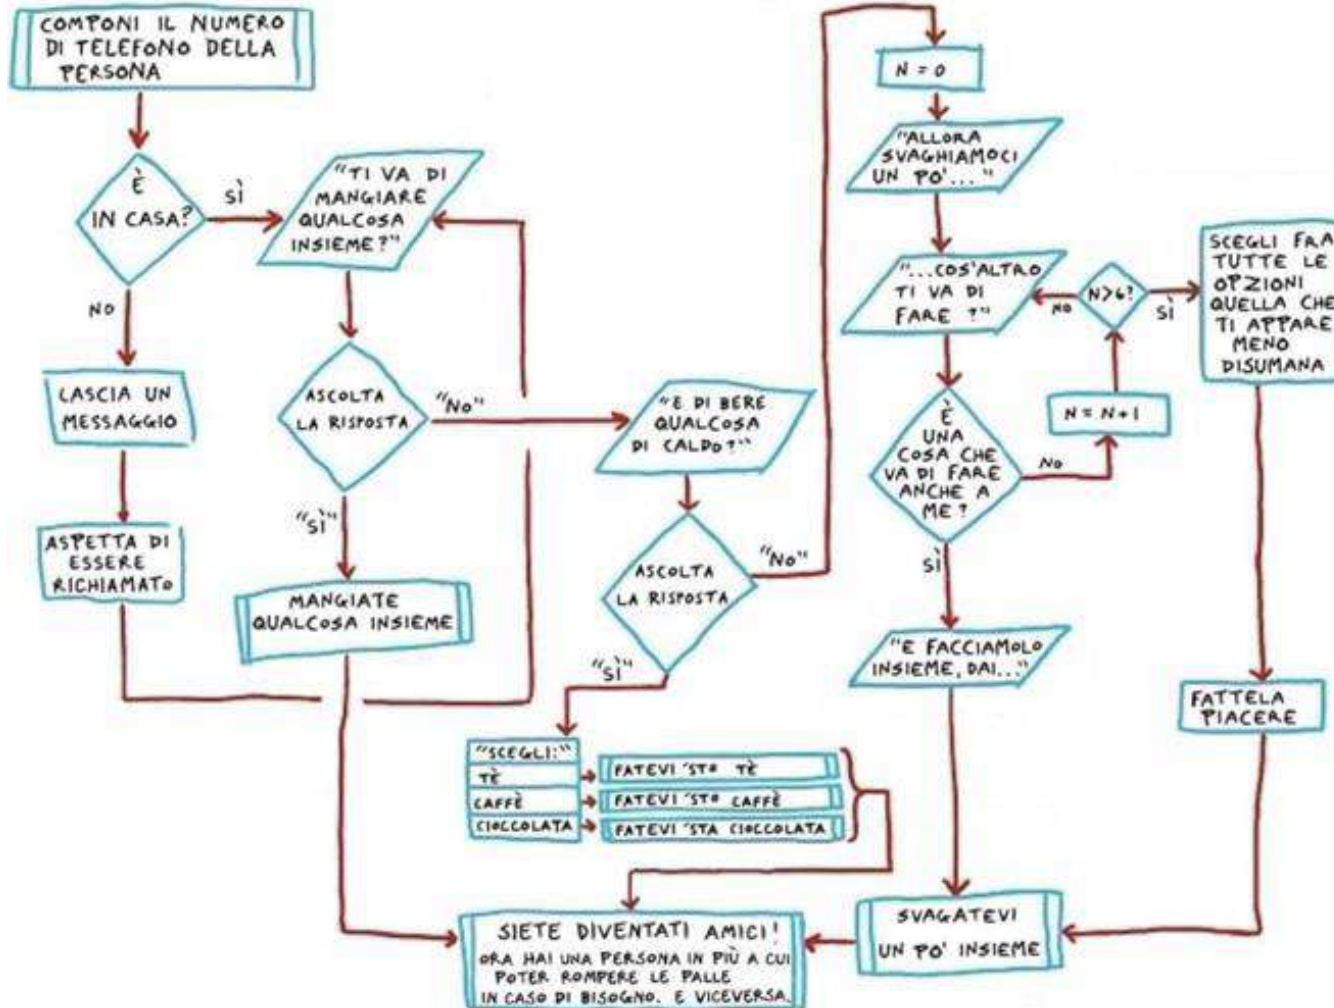 COMPONI IL NUMERO
DI TELEFONO DELLA
PERSONA
È
IN CASA?
SÌ
NO
LASCIA UN
MESSAGGIO
ASPETTA DI
ESSERE
RICHIAMATO
"TI VA DI
MANGIARE
QUALCOSA
INSIEME?"
ASCOLTA
LA RISPOSTA
"NO"
"SÌ"
MANGIATE
QUALCOSA INSIEME
"E DI BERE
QUALCOSA
DI CALDO?"
ASCOLTA
LA RISPOSTA
"NO"
"SÌ"
"SCEGLI:"
TÈ
FATEVI 'STO TÈ
CAFFÈ
FATEVI 'STO CAFFÈ
CIOCCOLATA
FATEVI 'STA CIOCCOLATA
N = 0
"ALLORA
SVAGHIAMOCI
UN PO'..."
"...COS'ALTRO
TI VA DI
FARE ?"
È
UNA
COSA CHE
VA DI FARE
ANCHE A
ME?
NO
N = N+1
N>6?
NO
SÌ
SCEGLI FRA
TUTTE LE
OPZIONI
QUELLA CHE
TI APPARE
MENO
DISUMANA
FATTELA
PIACERE
SÌ
"E FACCIAMOLO
INSIEME, DAI..."
SVAGATEVI
UN PO' INSIEME
SIETE DIVENTATI AMICI!
ORA HAI UNA PERSONA IN PIÙ A CUI
POTER ROMPERE LE PALLE
IN CASO DI BISOGNO. E VICEVERSA.